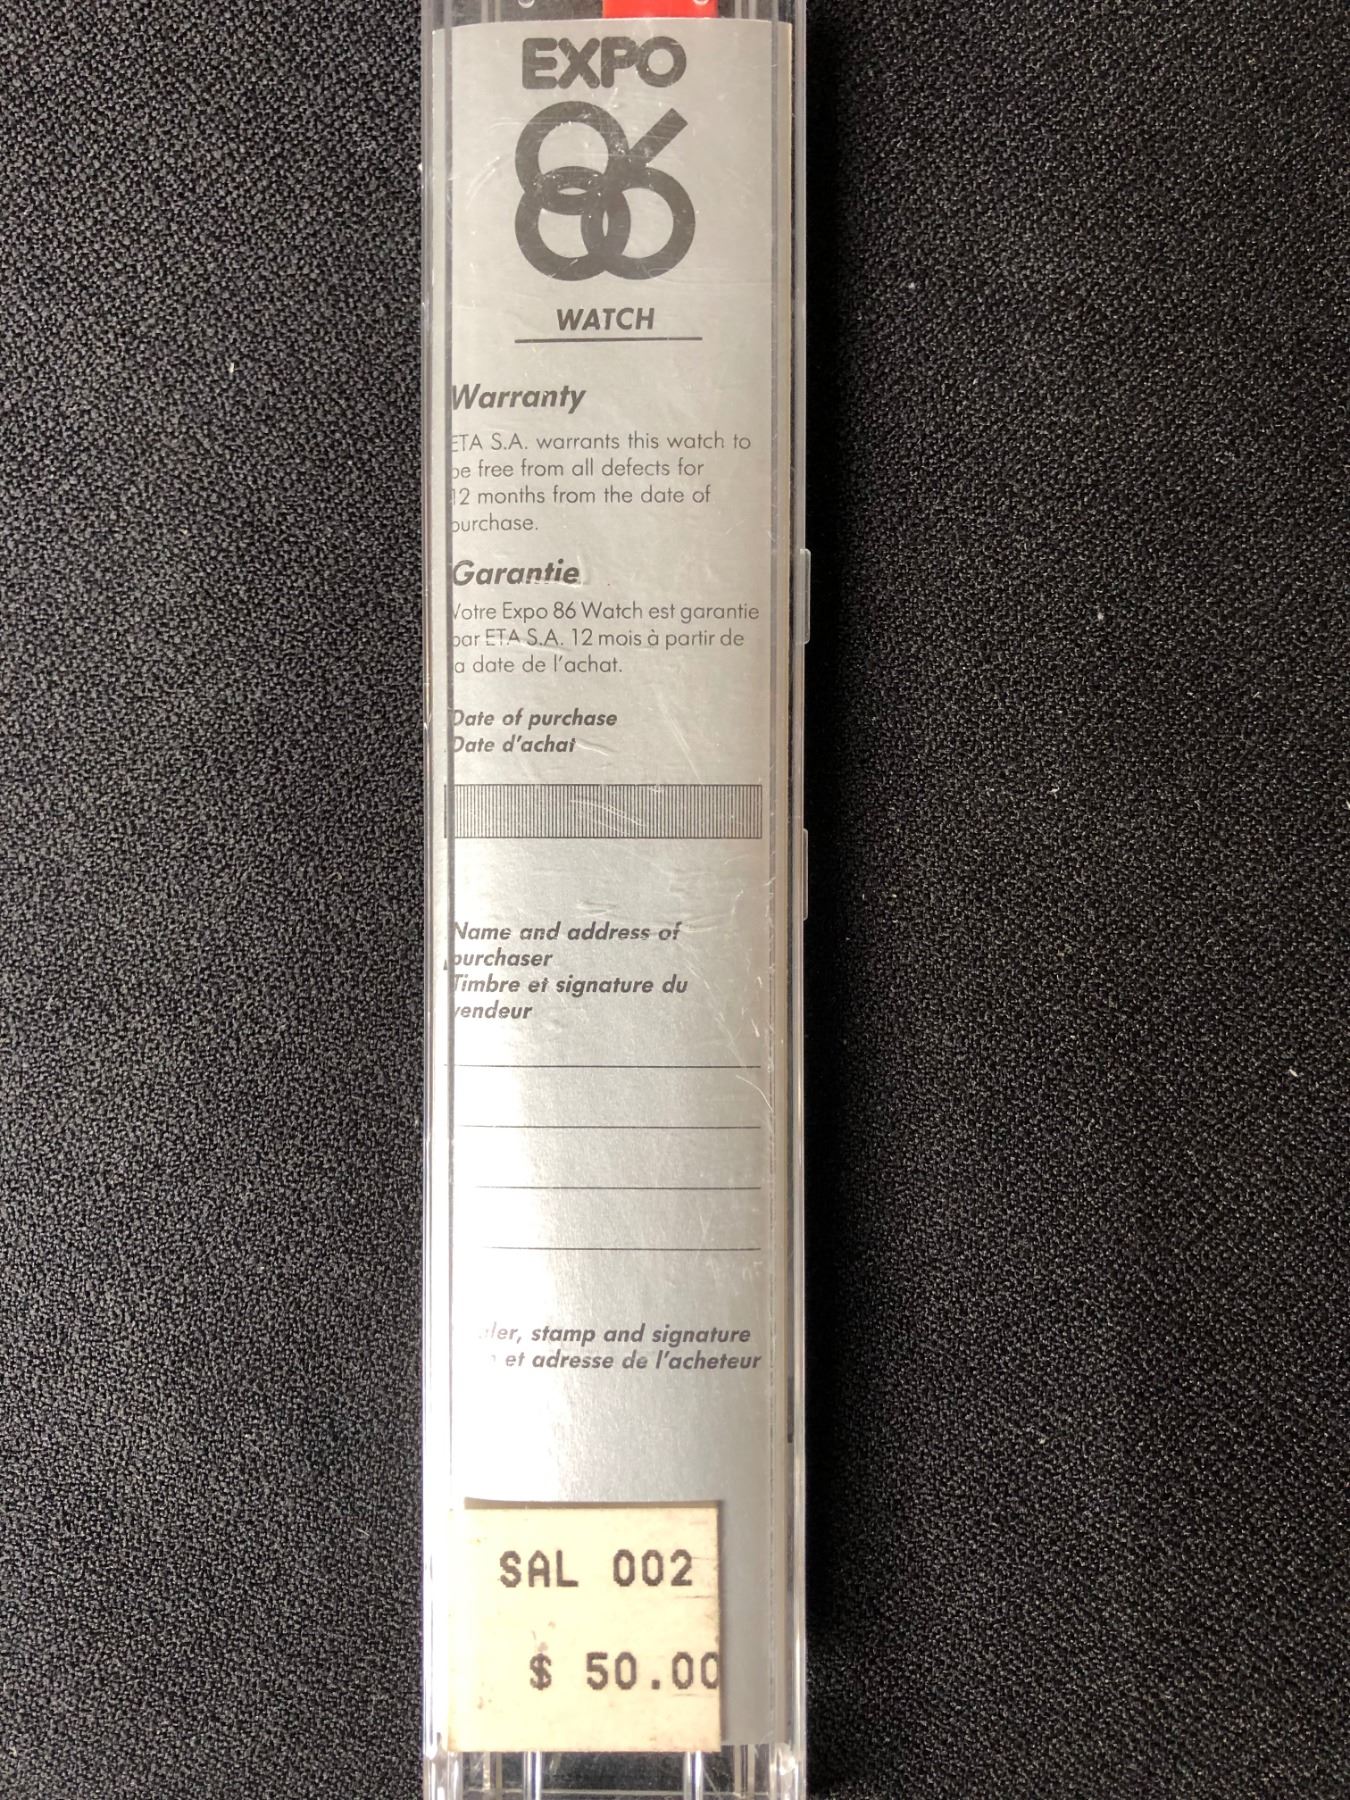 EXPO
86
WATCH
Warranty
ETA S.A. warrants this watch to
be free from all defects for
12 months from the date of
purchase.
Garantie
Votre Expo 86 Watch est garantie
par ETA S.A. 12 mois à partir de
la date de l'achat.
Date of purchase
Date d'achat
Name and address of
purchaser
Timbre et signature du
vendeur
stamp and signature
et adresse de l'acheteur
SAL 002
$ 50.00